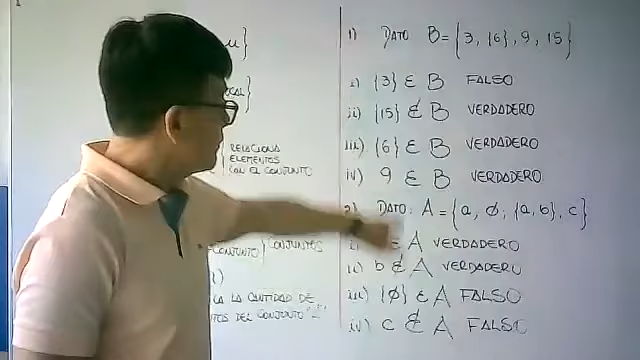 u}
1) DATO B = {3, {6}, 9, 15}
i) {3} ∈ B FALSO
ii) {15} ∉ B VERDADERO
iii) {6} ∈ B VERDADERO
iv) 9 ∈ B VERDADERO
RELACIONA
ELEMENTOS
CON EL CONJUNTO
2) DATO: A = {a, ∅, {a, b}, c}
i) ∈ A VERDADERO
ii) b ∉ A VERDADERO
iii) {∅} ∈ A FALSO
iv) c ∉ A FALSO
CONJUNTO} CONJUNTOS
LA CANTIDAD DE
DEL CONJUNTO